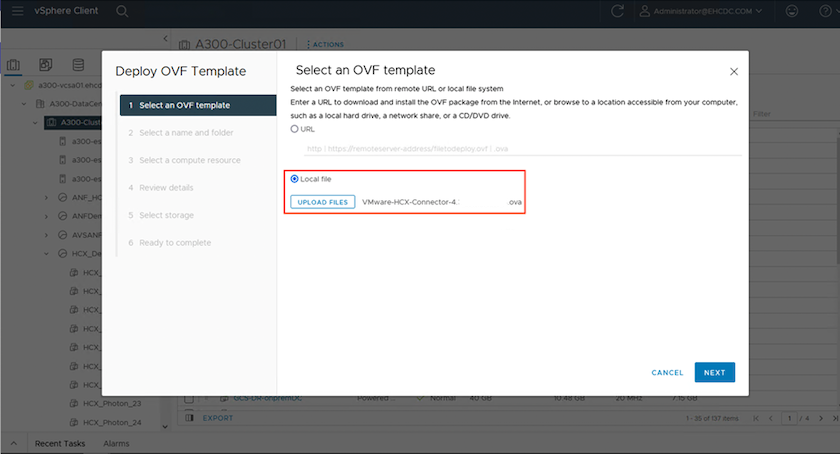 vSphere Client
Administrator@EHCDC.COM
A300-Cluster01
ACTIONS
a300-vcsa01.ehcd
A300-DataCen
A300-Clust
a300-es
a300-es
a300-es
ANF_HC
ANFDem
AVSANF
HCX_De
HCX_
HCX_
HCX_
HCX_
HCX_
HCX_
HCX_Photon_23
HCX_Photon_24
Filter
Deploy OVF Template
1 Select an OVF template
2 Select a name and folder
3 Select a compute resource
4 Review details
5 Select storage
6 Ready to complete
Select an OVF template
Select an OVF template from remote URL or local file system
Enter a URL to download and install the OVF package from the Internet, or browse to a location accessible from your computer,
such as a local hard drive, a network share, or a CD/DVD drive.
URL
http | https://remoteserver-address/filetodeploy.ovf | .ova
Local file
UPLOAD FILES VMware-HCX-Connector-4. .ova
CANCEL NEXT
GCS-DR-onpremDC Powered ... Normal 40 GB 10.48 GB 20 MHz 7.15 GB
EXPORT 1 - 35 of 137 items 1 / 4
Recent Tasks Alarms